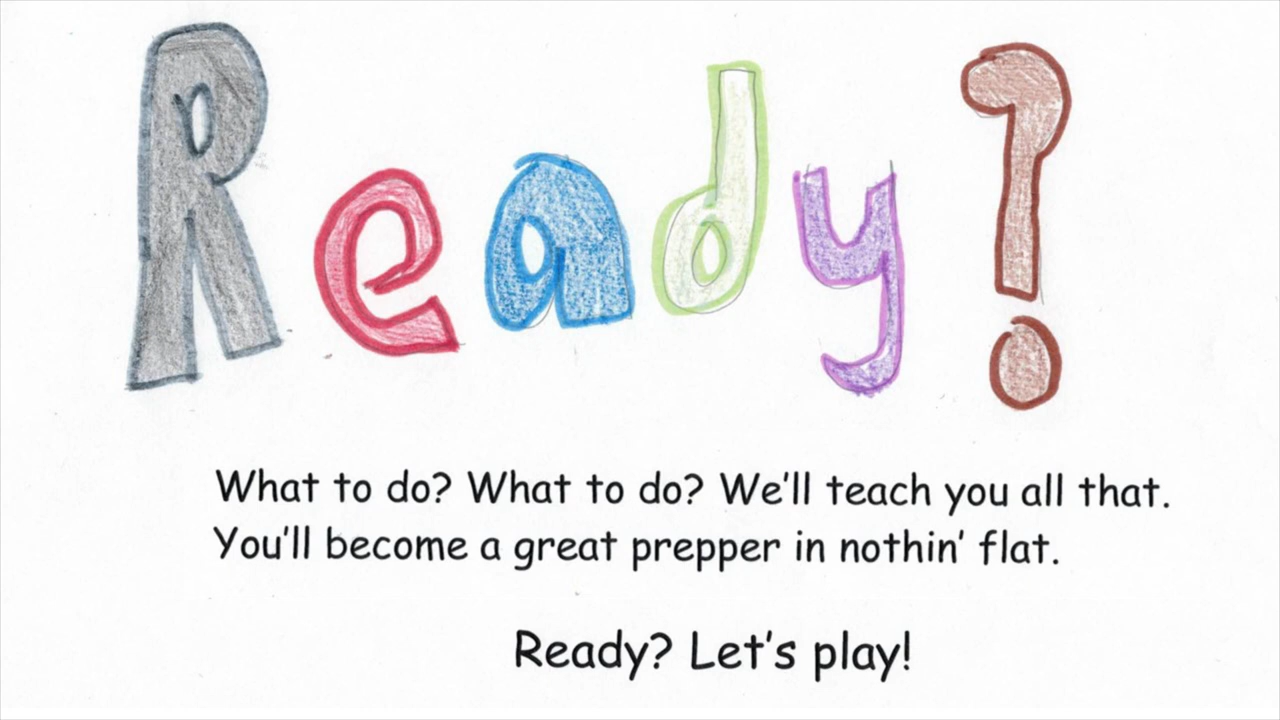 Ready?
What to do? What to do? We'll teach you all that.
You'll become a great prepper in nothin' flat.
Ready? Let's play!